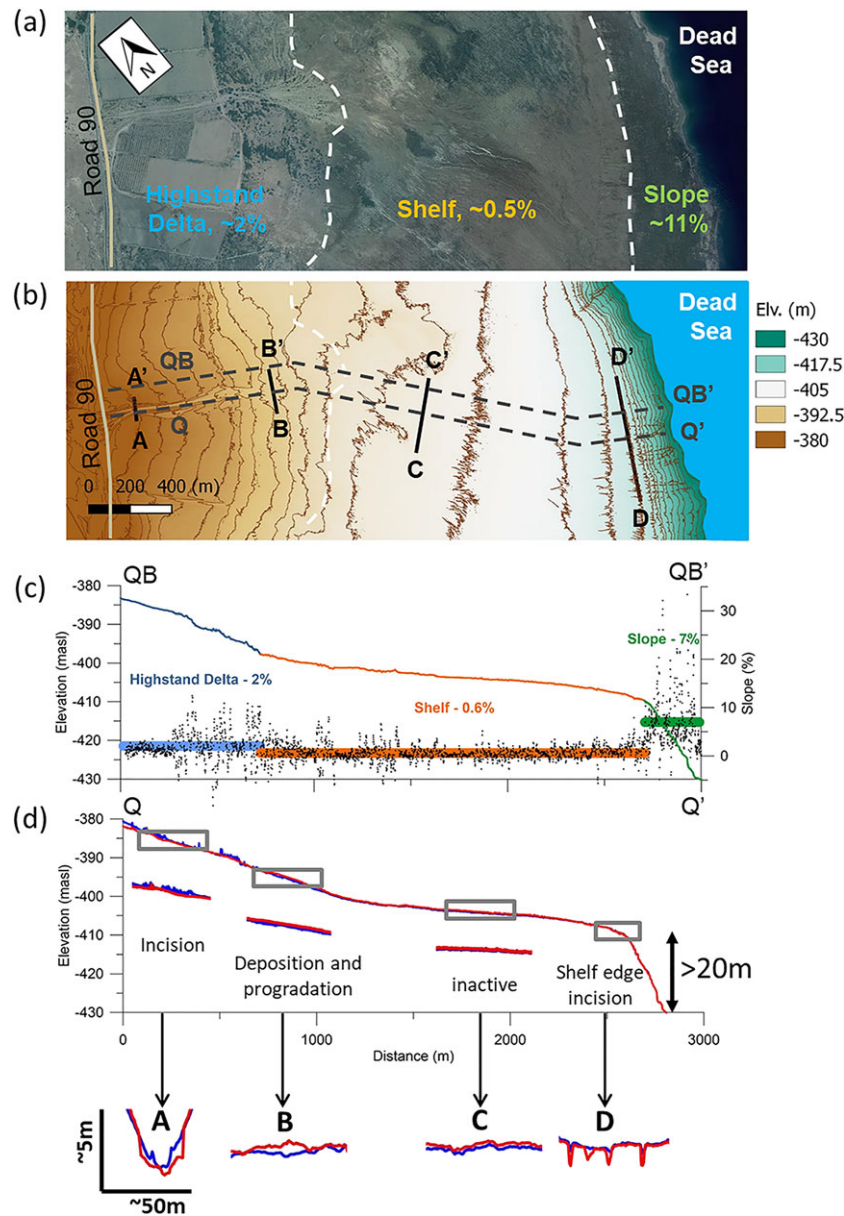 (a)
N
Road 90
Highstand
Delta, ~2%
Shelf, ~0.5%
Slope
~11%
Dead
Sea
(b)
Road 90
QB
A'
A
Q
B'
B
C'
C
D'
D
QB'
Q'
Dead
Sea
0 200 400 (m)
Elv. (m)
-430
-417.5
-405
-392.5
-380
(c)
QB
QB'
Elevation (masl)
-380
-390
-400
-410
-420
-430
Highstand Delta - 2%
Shelf - 0.6%
Slope - 7%
30
20
10
0
Slope (%)
(d)
Q
Q'
Elevation (masl)
-380
-390
-400
-410
-420
-430
Incision
Deposition and
progradation
inactive
Shelf edge
incision
>20m
0 1000 2000 3000
Distance (m)
A B C D
~5m
~50m